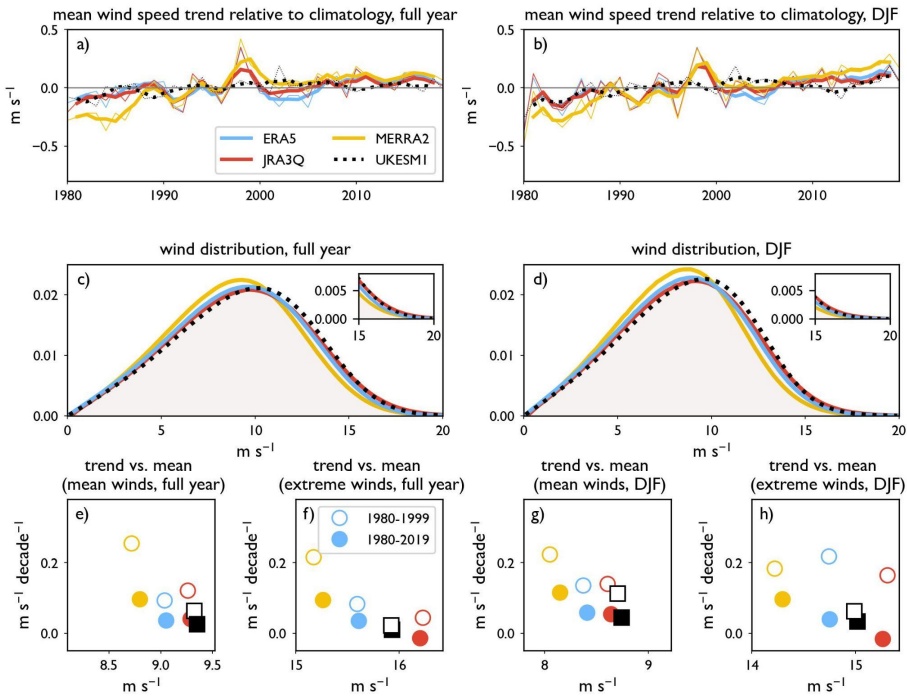 mean wind speed trend relative to climatology, full year
mean wind speed trend relative to climatology, DJF
a)
b)
0.5
0.0
−0.5
m s⁻¹
0.5
0.0
−0.5
m s⁻¹
ERA5
MERRA2
JRA3Q
UKESM1
1980
1990
2000
2010
1980
1990
2000
2010
wind distribution, full year
wind distribution, DJF
c)
d)
0.02
0.01
0.00
0.005
0.000
15
20
0.02
0.01
0.00
0.005
0.000
15
20
0
5
10
15
20
m s⁻¹
0
5
10
15
20
m s⁻¹
trend vs. mean
(mean winds, full year)
trend vs. mean
(extreme winds, full year)
trend vs. mean
(mean winds, DJF)
trend vs. mean
(extreme winds, DJF)
e)
f)
g)
h)
1980-1999
1980-2019
m s⁻¹ decade⁻¹
0.2
0.0
m s⁻¹ decade⁻¹
0.2
0.0
m s⁻¹ decade⁻¹
0.2
0.0
m s⁻¹ decade⁻¹
0.2
0.0
8.5
9.0
9.5
15
16
8
9
14
15
m s⁻¹
m s⁻¹
m s⁻¹
m s⁻¹